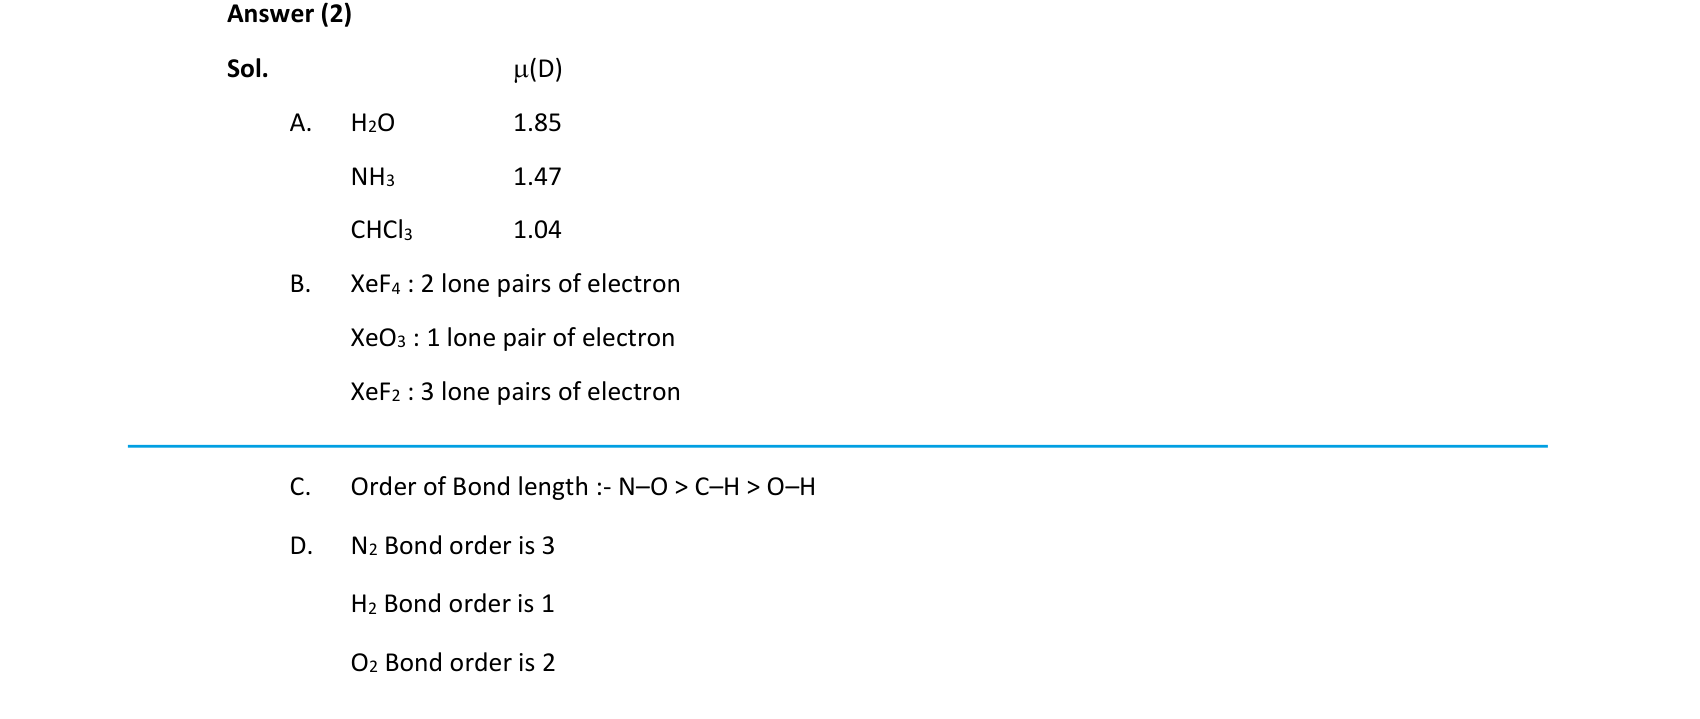 Answer (2)
Sol. μ(D)
A. H2O 1.85
NH3 1.47
CHCl3 1.04
B. XeF4 : 2 lone pairs of electron
XeO3 : 1 lone pair of electron
XeF2 : 3 lone pairs of electron
C. Order of Bond length :- N–O > C–H > O–H
D. N2 Bond order is 3
H2 Bond order is 1
O2 Bond order is 2